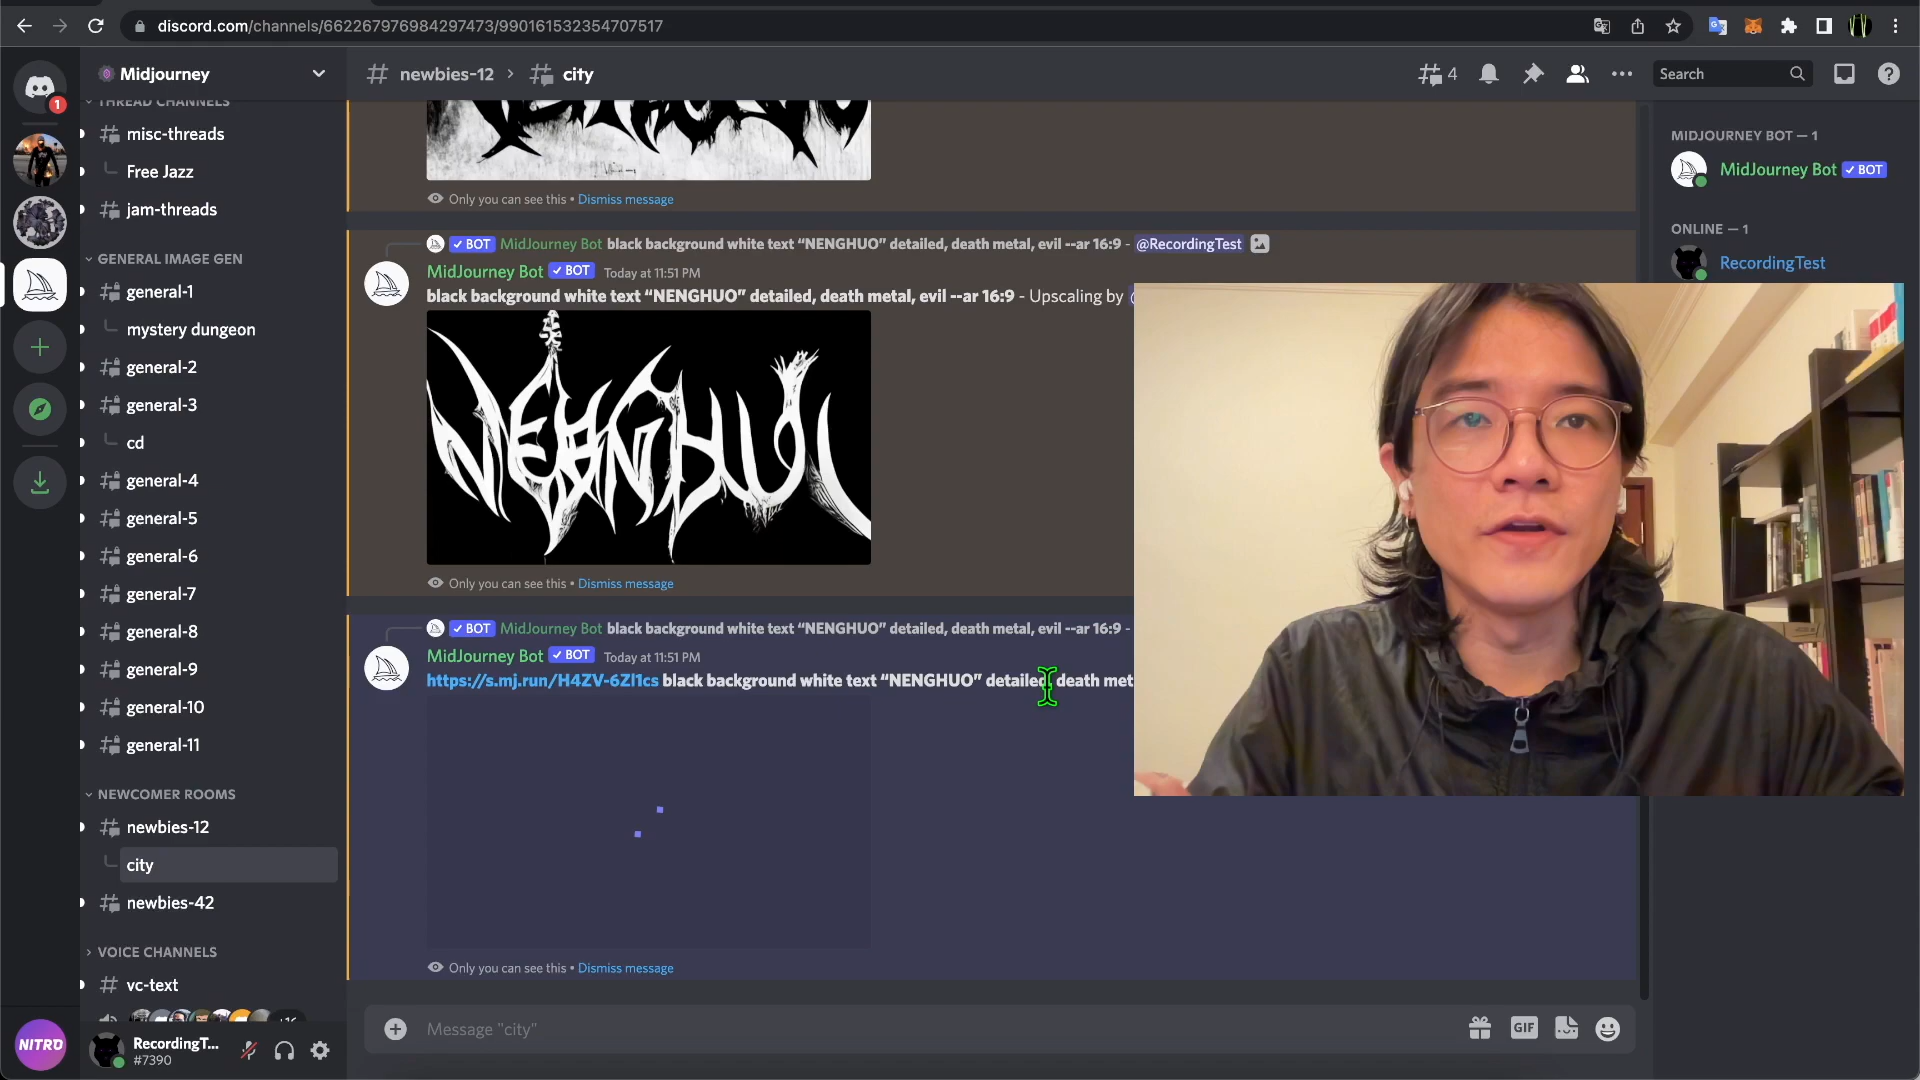 discord.com/channels/662267976984297473/990161532354707517
Midjourney
newbies-12 > city
4
Search
1
THREAD CHANNELS
misc-threads
Free Jazz
jam-threads
GENERAL IMAGE GEN
general-1
mystery dungeon
general-2
general-3
cd
general-4
general-5
general-6
general-7
general-8
general-9
general-10
general-11
NEWCOMER ROOMS
newbies-12
city
newbies-42
VOICE CHANNELS
vc-text
NITRO
RecordingT...
#7390
Only you can see this • Dismiss message
BOT MidJourney Bot black background white text “NENGHUO” detailed, death metal, evil --ar 16:9 - @RecordingTest
MidJourney Bot BOT Today at 11:51 PM
black background white text “NENGHUO” detailed, death metal, evil --ar 16:9 - Upscaling by
Only you can see this • Dismiss message
BOT MidJourney Bot black background white text “NENGHUO” detailed, death metal, evil --ar 16:9 -
MidJourney Bot BOT Today at 11:51 PM
https://s.mj.run/H4ZV-6Zl1cs black background white text “NENGHUO” detailed, death met
Only you can see this • Dismiss message
Message "city"
GIF
MIDJOURNEY BOT — 1
MidJourney Bot BOT
ONLINE — 1
RecordingTest